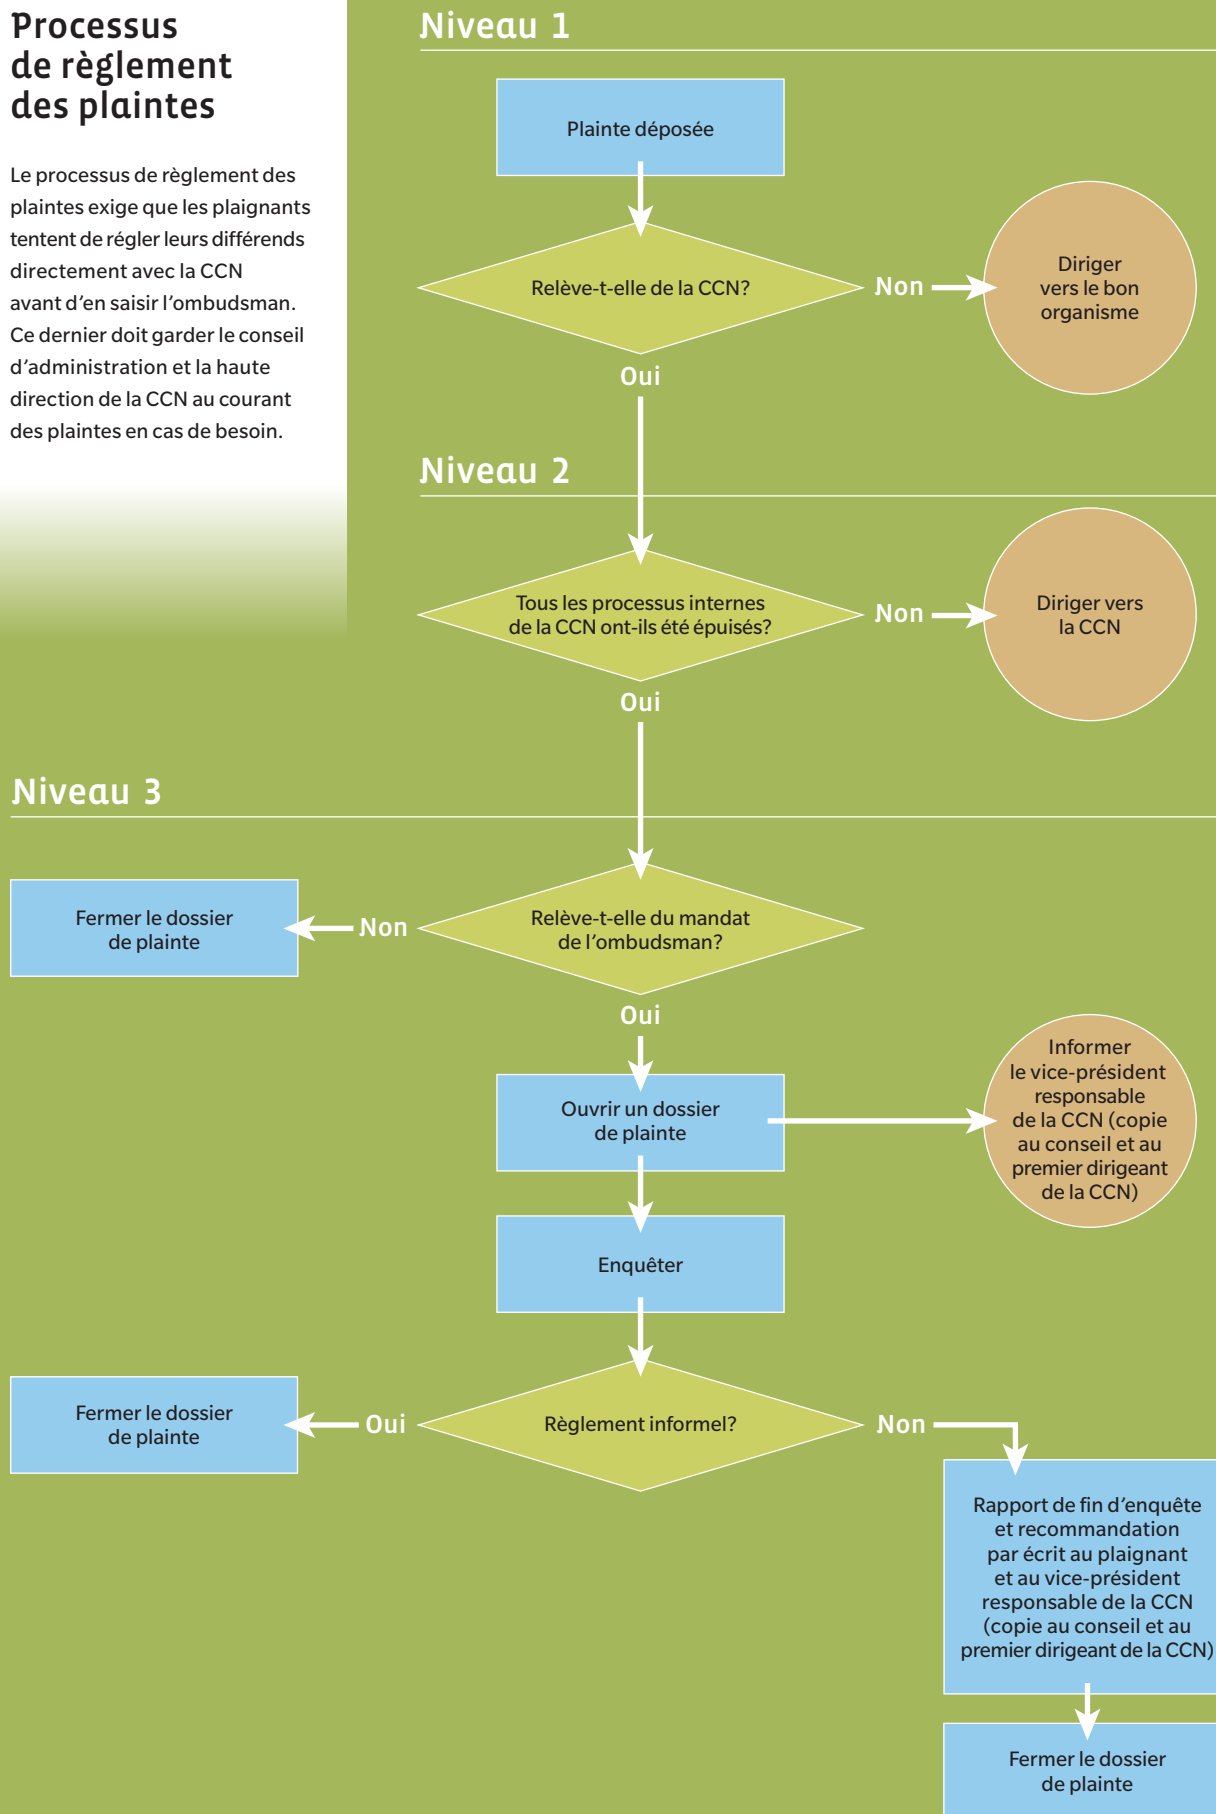 Processus
de règlement
des plaintes
Le processus de règlement des
plaintes exige que les plaignants
tentent de régler leurs différends
directement avec la CCN
avant d’en saisir l’ombudsman.
Ce dernier doit garder le conseil
d’administration et la haute
direction de la CCN au courant
des plaintes en cas de besoin.
Niveau 1
Plainte déposée
Relève-t-elle de la CCN?
Non
Diriger
vers le bon
organisme
Oui
Niveau 2
Tous les processus internes
de la CCN ont-ils été épuisés?
Non
Diriger vers
la CCN
Oui
Niveau 3
Relève-t-elle du mandat
de l’ombudsman?
Non
Fermer le dossier
de plainte
Oui
Ouvrir un dossier
de plainte
Informer
le vice-président
responsable
de la CCN (copie
au conseil et au
premier dirigeant
de la CCN)
Enquêter
Règlement informel?
Oui
Fermer le dossier
de plainte
Non
Rapport de fin d’enquête
et recommandation
par écrit au plaignant
et au vice-président
responsable de la CCN
(copie au conseil et au
premier dirigeant de la CCN)
Fermer le dossier
de plainte